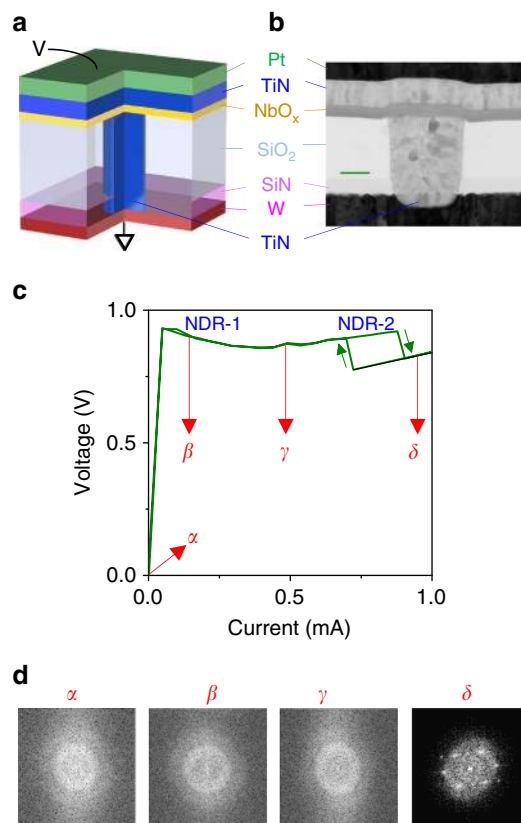 a
b
V
Pt
TiN
NbOx
SiO2
SiN
W
TiN
c
1.0
0.5
0.0
Voltage (V)
NDR-1
NDR-2
β
γ
δ
α
0.0
0.5
1.0
Current (mA)
d
α
β
γ
δ